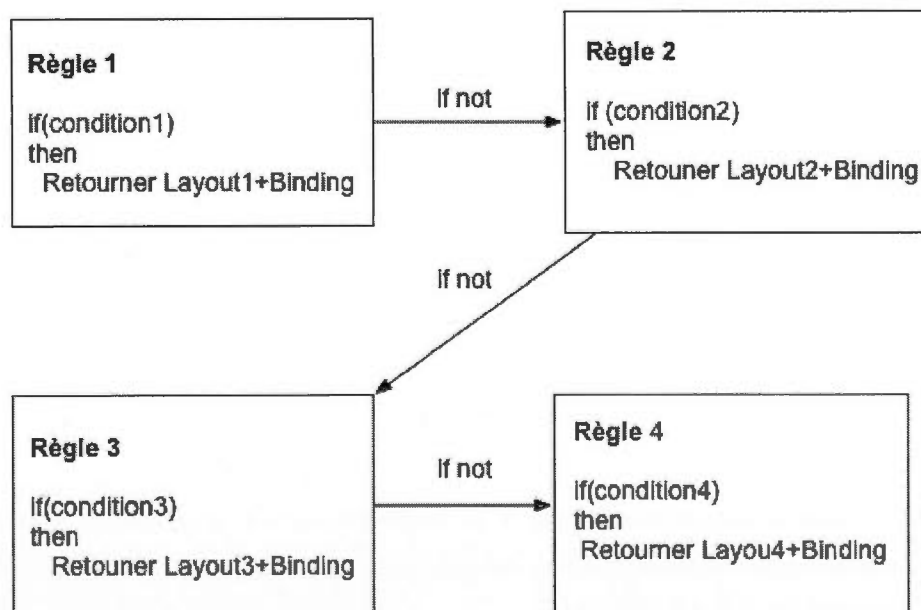 Règle 1
if(condition1)
then
Retourner Layout1+Binding
if not
Règle 2
if (condition2)
then
Retouner Layout2+Binding
if not
Règle 3
if(condition3)
then
Retouner Layout3+Binding
if not
Règle 4
if(condition4)
then
Retourner Layou4+Binding